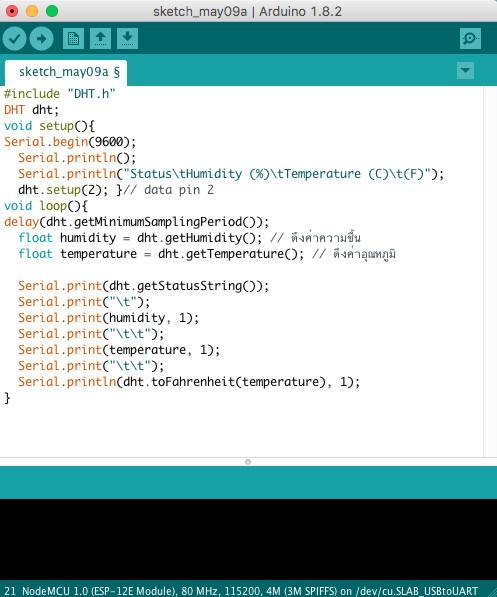 sketch_may09a | Arduino 1.8.2
sketch_may09a §
#include "DHT.h"
DHT dht;
void setup(){
Serial.begin(9600);
  Serial.println();
  Serial.println("Status\tHumidity (%)\tTemperature (C)\t(F)");
  dht.setup(2); }// data pin 2
void loop(){
delay(dht.getMinimumSamplingPeriod());
  float humidity = dht.getHumidity(); // ดึงค่าความชื้น
  float temperature = dht.getTemperature(); // ดึงค่าอุณหภูมิ
  Serial.print(dht.getStatusString());
  Serial.print("\t");
  Serial.print(humidity, 1);
  Serial.print("\t\t");
  Serial.print(temperature, 1);
  Serial.print("\t\t");
  Serial.println(dht.toFahrenheit(temperature), 1);
}
21 NodeMCU 1.0 (ESP-12E Module), 80 MHz, 115200, 4M (3M SPIFFS) on /dev/cu.SLAB_USBtoUART